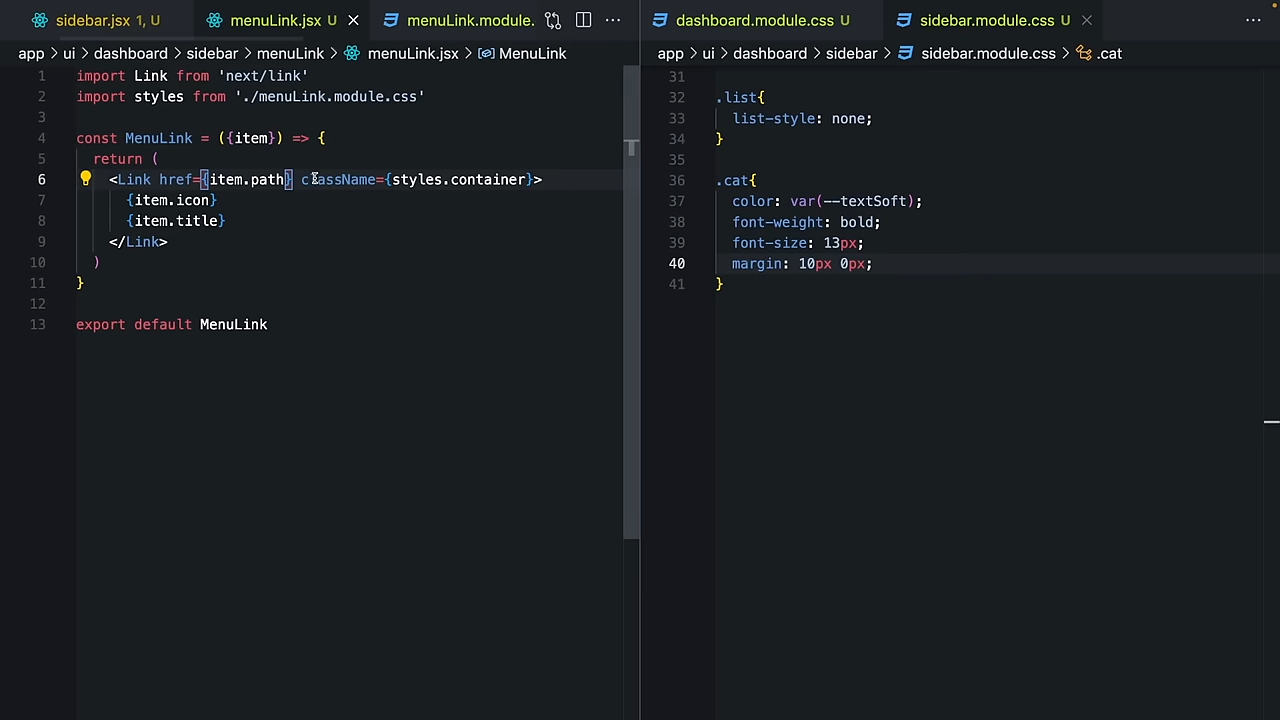 sidebar.jsx 1, U
menuLink.jsx U
menuLink.module.
dashboard.module.css U
sidebar.module.css U
app > ui > dashboard > sidebar > menuLink > menuLink.jsx > MenuLink
app > ui > dashboard > sidebar > sidebar.module.css > .cat
1 import Link from 'next/link'
2 import styles from './menuLink.module.css'
3
4 const MenuLink = ({item}) => {
5 return (
6 <Link href={item.path} className={styles.container}>
7 {item.icon}
8 {item.title}
9 </Link>
10 )
11 }
12
13 export default MenuLink
31
32 .list{
33 list-style: none;
34 }
35
36 .cat{
37 color: var(--textSoft);
38 font-weight: bold;
39 font-size: 13px;
40 margin: 10px 0px;
41 }